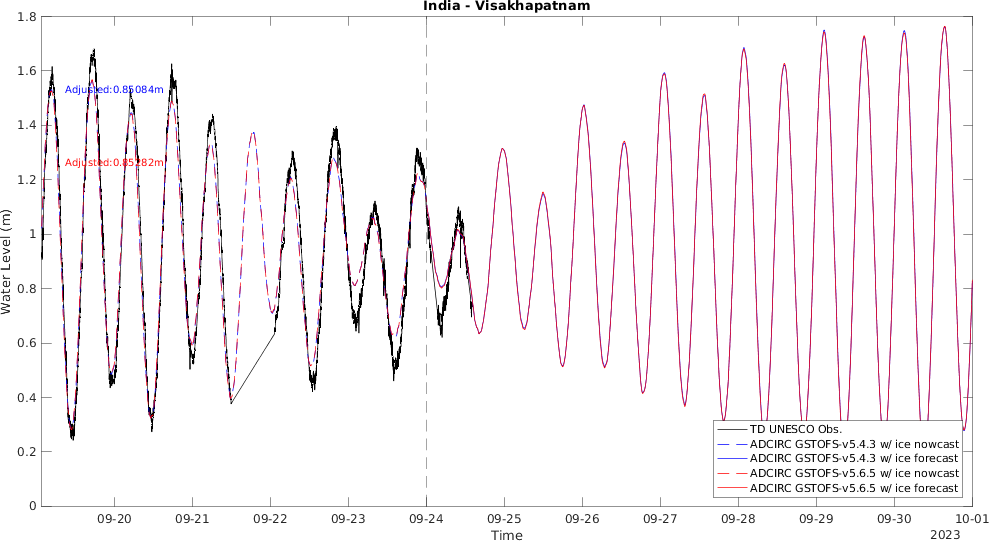 India - Visakhapatnam
1.8
1.6
1.4
1.2
1
0.8
0.6
0.4
0.2
0
Water Level (m)
Adjusted:0.85084m
Adjusted:0.85282m
TD UNESCO Obs.
ADCIRC GSTOFS-v5.4.3 w/ ice nowcast
ADCIRC GSTOFS-v5.4.3 w/ ice forecast
ADCIRC GSTOFS-v5.6.5 w/ ice nowcast
ADCIRC GSTOFS-v5.6.5 w/ ice forecast
09-20 09-21 09-22 09-23 09-24 09-25 09-26 09-27 09-28 09-29 09-30 10-01
Time
2023